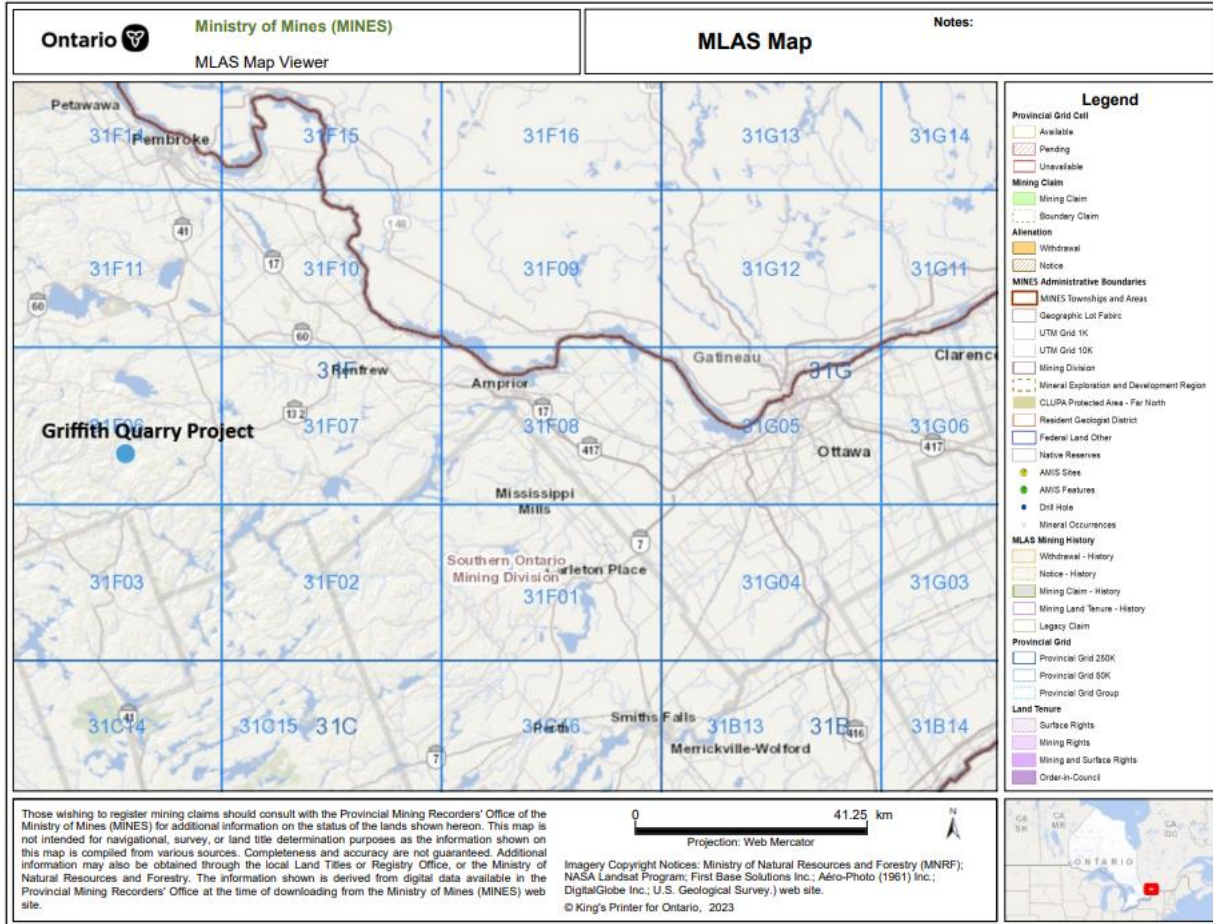 Ontario
Ministry of Mines (MINES)
MLAS Map Viewer
MLAS Map
Notes:
Petawawa
31F14
Pembroke
31F15
31F16
31G13
31G14
41
148
17
31F11
31F10
31F09
31G12
31G11
60
60
Gatineau
Clarence
31F
Renfrew
31G
Arnprior
132
17
31F06
31F07
31F08
31G05
31G06
Griffith Quarry Project
417
Ottawa
417
Mississippi
Mills
7
Southern Ontario
Mining Division
arleton Place
31F03
31F02
31F01
31G04
31G03
41
31C14
31C15
31C
Perth
Smiths Falls
31B13
31B
31B14
416
7
Merrickville-Wolford
Legend
Provincial Grid Cell
Available
Pending
Unavailable
Mining Claim
Mining Claim
Boundary Claim
Alienation
Withdrawal
Notice
MINES Administrative Boundaries
MINES Townships and Areas
Geographic Lot Fabirc
UTM Grid 1K
UTM Grid 10K
Mining Division
Mineral Exploration and Development Region
CLUPA Protected Area - Far North
Resident Geologist District
Federal Land Other
Native Reserves
AMIS Sites
AMIS Features
Drill Hole
Mineral Occurrences
MLAS Mining History
Withdrawal - History
Notice - History
Mining Claim - History
Mining Land Tenure - History
Legacy Claim
Provincial Grid
Provincial Grid 250K
Provincial Grid 50K
Provincial Grid Group
Land Tenure
Surface Rights
Mining Rights
Mining and Surface Rights
Order-in-Council
Those wishing to register mining claims should consult with the Provincial Mining Recorders' Office of the
Ministry of Mines (MINES) for additional information on the status of the lands shown hereon. This map is
not intended for navigational, survey, or land title determination purposes as the information shown on
this map is compiled from various sources. Completeness and accuracy are not guaranteed. Additional
information may also be obtained through the local Land Titles or Registry Office, or the Ministry of
Natural Resources and Forestry. The information shown is derived from digital data available in the
Provincial Mining Recorders' Office at the time of downloading from the Ministry of Mines (MINES) web
site.
0 41.25 km
Projection: Web Mercator
N
Imagery Copyright Notices: Ministry of Natural Resources and Forestry (MNRF);
NASA Landsat Program; First Base Solutions Inc.; Aéro-Photo (1961) Inc.;
DigitalGlobe Inc.; U.S. Geological Survey.) web site.
© King's Printer for Ontario, 2023
CA
SK
CA
MB
ONTARIO
CA
QC